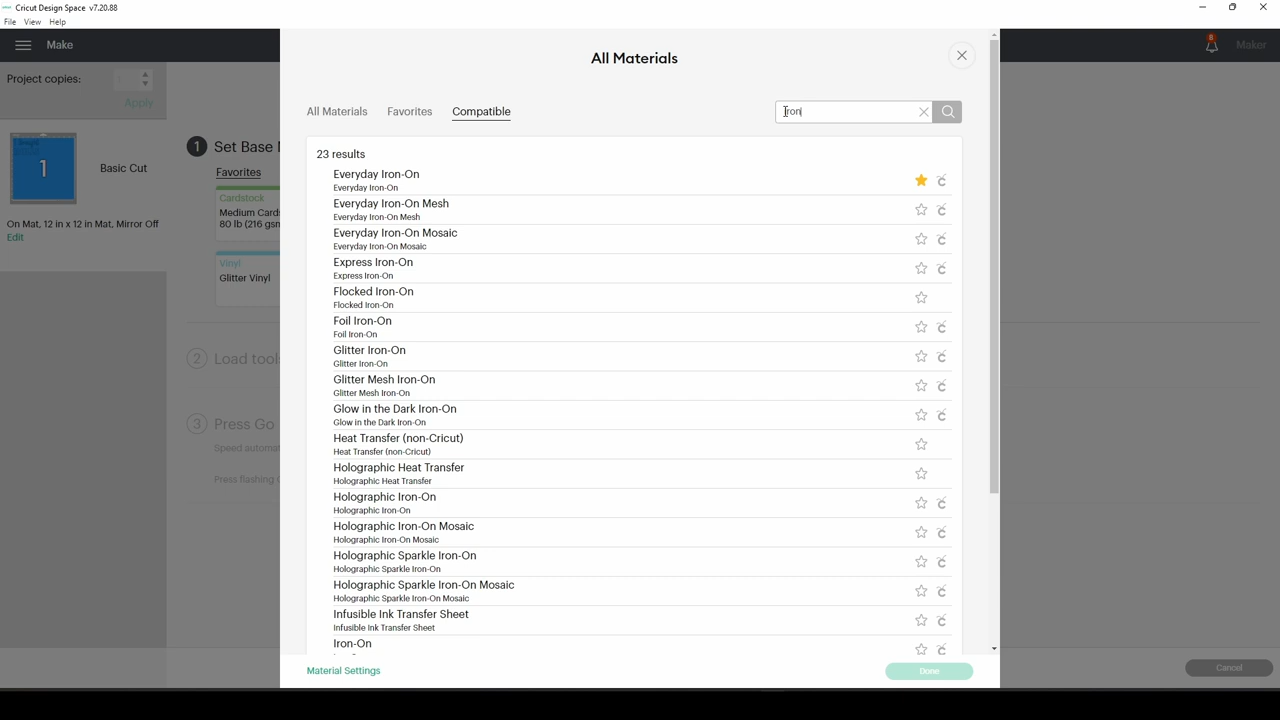 Cricut Design Space v7.20.88
File View Help
Make
8
Maker
Project copies:
1
Apply
1
Basic Cut
On Mat, 12 in x 12 in Mat, Mirror Off
Edit
1 Set Base
Favorites
Cardstock
Medium Cards
80 lb (216 gsm
Vinyl
Glitter Vinyl
2 Load tools
3 Press Go
Speed automat
Press flashing
All Materials
All Materials Favorites Compatible
Iron
23 results
Everyday Iron-On
Everyday Iron-On
Everyday Iron-On Mesh
Everyday Iron-On Mesh
Everyday Iron-On Mosaic
Everyday Iron-On Mosaic
Express Iron-On
Express Iron-On
Flocked Iron-On
Flocked Iron-On
Foil Iron-On
Foil Iron-On
Glitter Iron-On
Glitter Iron-On
Glitter Mesh Iron-On
Glitter Mesh Iron-On
Glow in the Dark Iron-On
Glow in the Dark Iron-On
Heat Transfer (non-Cricut)
Heat Transfer (non-Cricut)
Holographic Heat Transfer
Holographic Heat Transfer
Holographic Iron-On
Holographic Iron-On
Holographic Iron-On Mosaic
Holographic Iron-On Mosaic
Holographic Sparkle Iron-On
Holographic Sparkle Iron-On
Holographic Sparkle Iron-On Mosaic
Holographic Sparkle Iron-On Mosaic
Infusible Ink Transfer Sheet
Infusible Ink Transfer Sheet
Iron-On
Material Settings
Done
Cancel